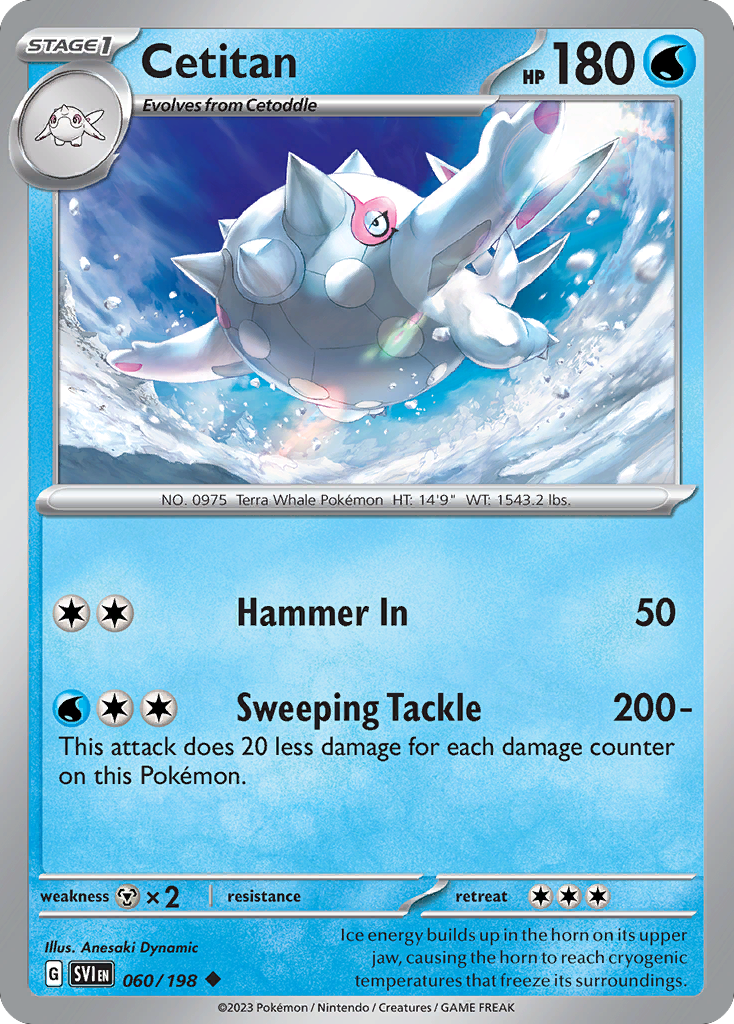 STAGE1
Cetitan
HP 180
Evolves from Cetoddle
NO. 0975 Terra Whale Pokémon HT: 14'9" WT: 1543.2 lbs.
Hammer In 50
Sweeping Tackle 200-
This attack does 20 less damage for each damage counter
on this Pokémon.
weakness ×2 resistance retreat
Illus. Anesaki Dynamic
G SVI EN 060/198
Ice energy builds up in the horn on its upper
jaw, causing the horn to reach cryogenic
temperatures that freeze its surroundings.
©2023 Pokémon / Nintendo / Creatures / GAME FREAK